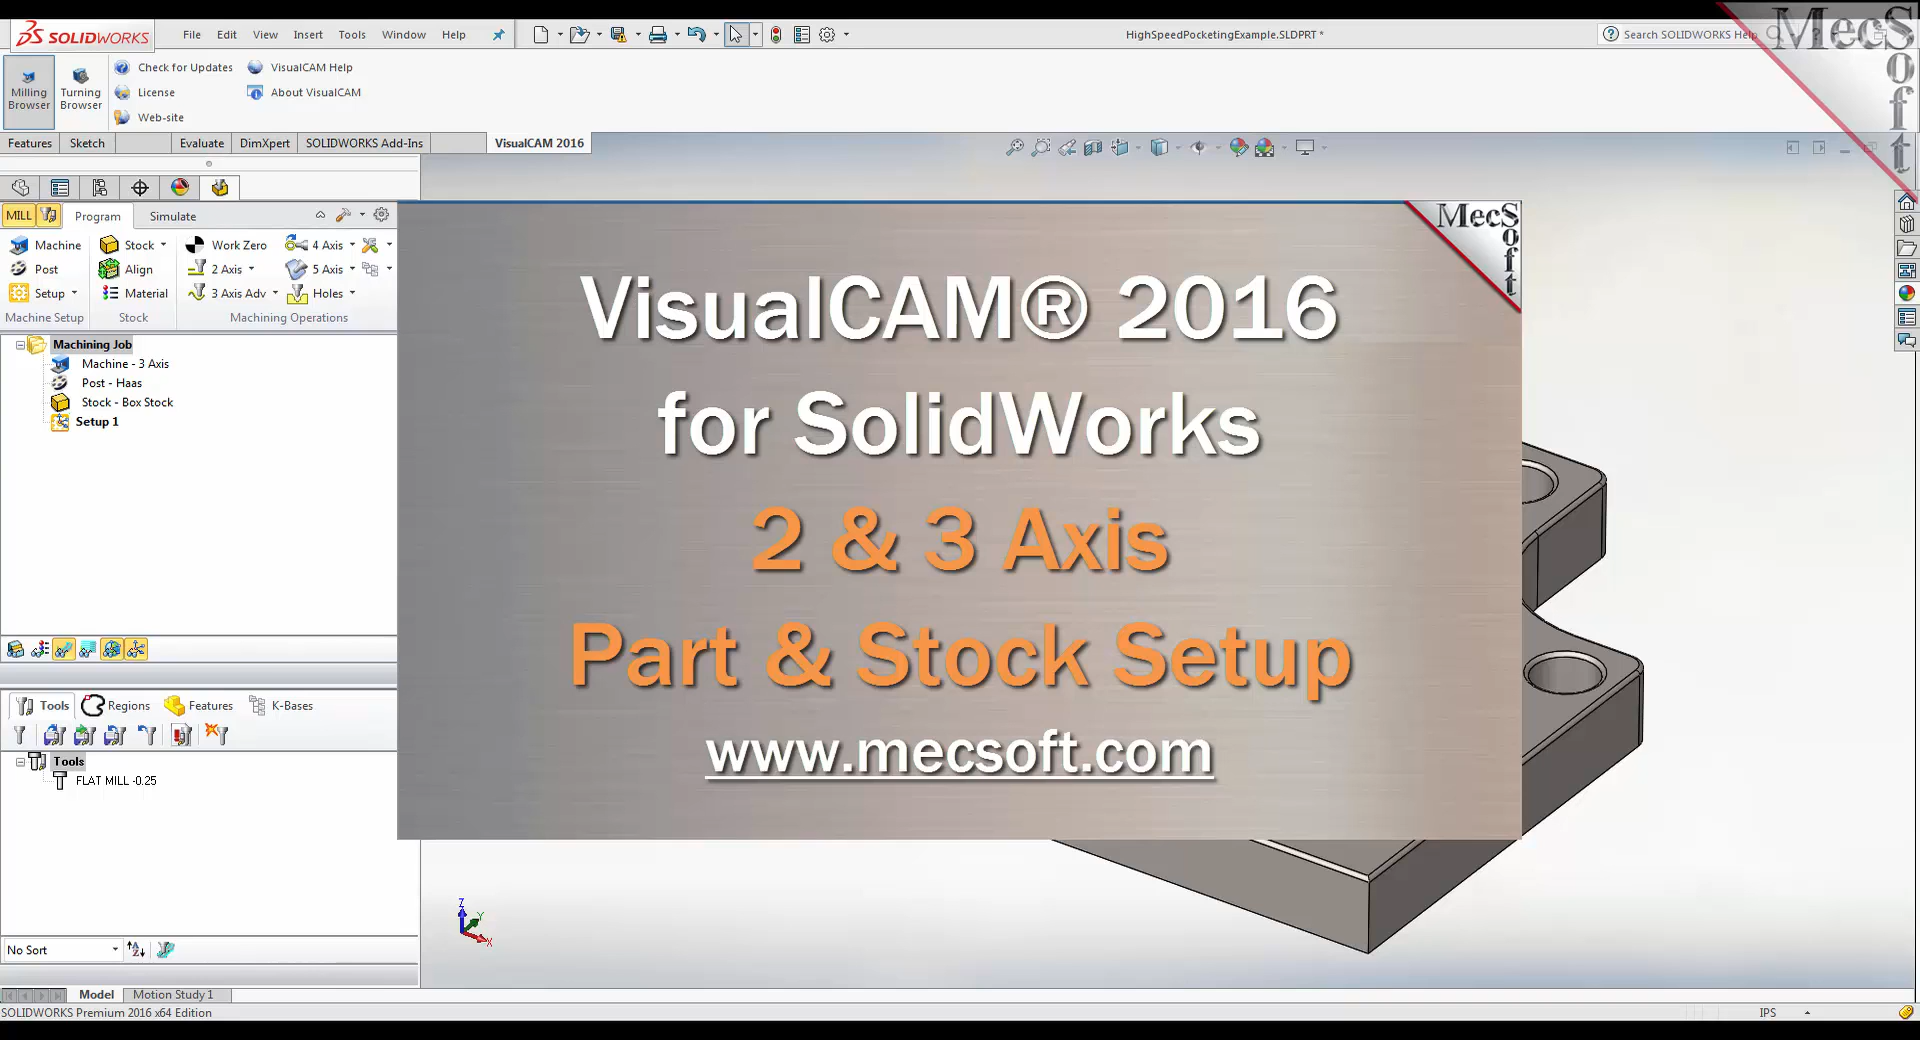 SOLIDWORKS File Edit View Insert Tools Window Help HighSpeedPocketingExample.SLDPRT * Search SOLIDWORKS Help
MecSoft
Milling Browser
Turning Browser
Check for Updates
VisualCAM Help
License
About VisualCAM
Web-site
Features Sketch Evaluate DimXpert SOLIDWORKS Add-Ins VisualCAM 2016
MILL Program Simulate
Machine Stock Work Zero 4 Axis
Post Align 2 Axis 5 Axis
Setup Material 3 Axis Adv Holes
Machine Setup Stock Machining Operations
Machining Job
Machine - 3 Axis
Post - Haas
Stock - Box Stock
Setup 1
MecSoft
VisualCAM® 2016
for SolidWorks
2 & 3 Axis
Part & Stock Setup
www.mecsoft.com
Tools Regions Features K-Bases
Tools
FLAT MILL -0.25
Z
Y
X
No Sort
Model Motion Study 1
SOLIDWORKS Premium 2016 x64 Edition IPS